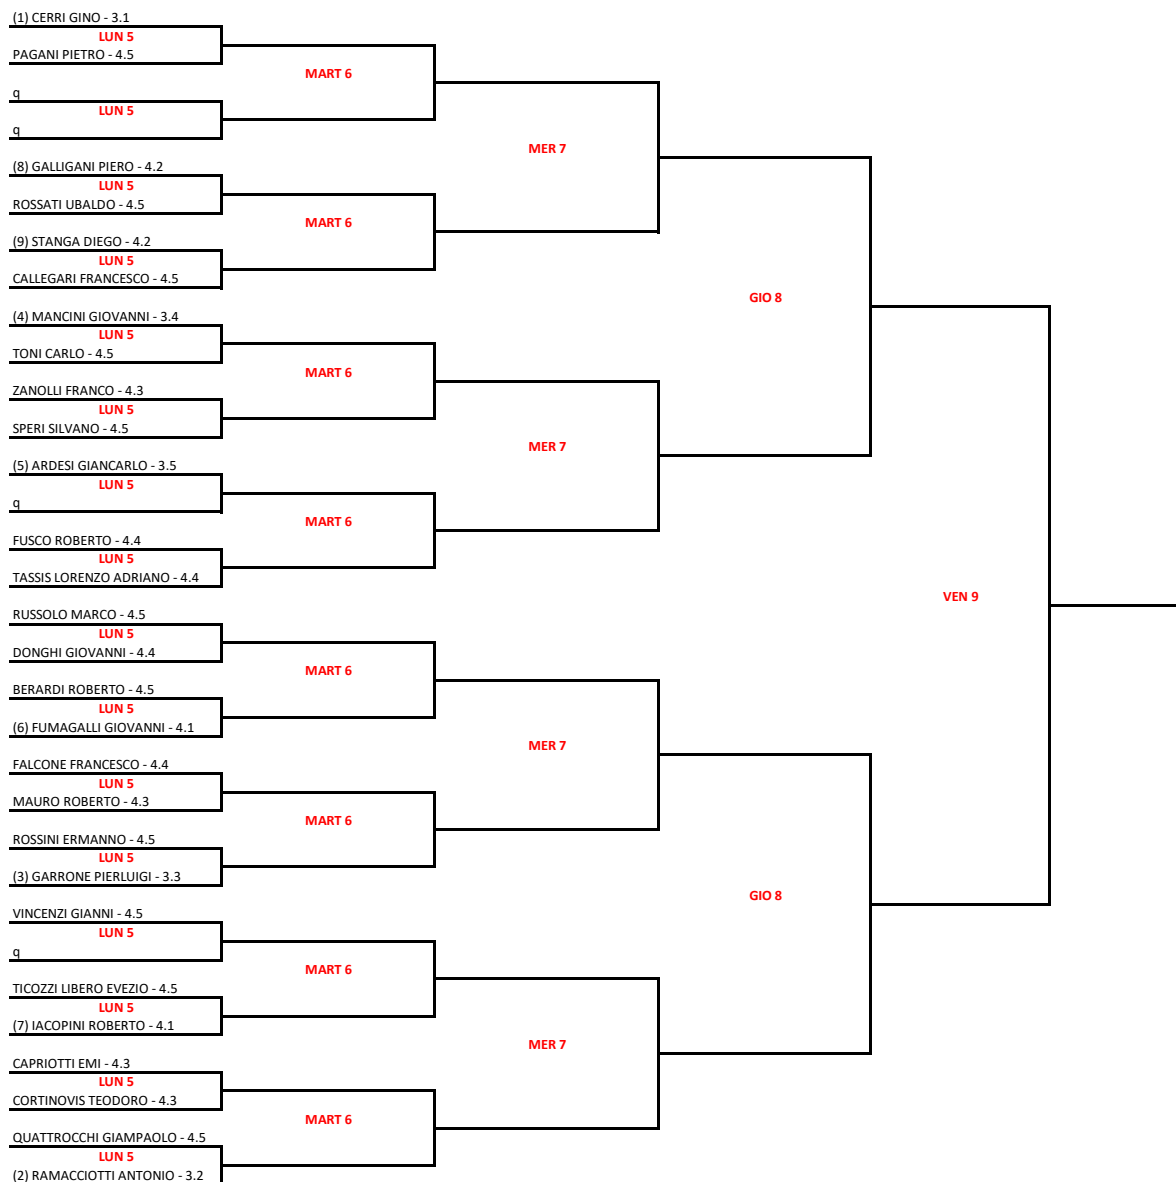 (1) CERRI GINO - 3.1
LUN 5
PAGANI PIETRO - 4.5
MART 6
q
LUN 5
q
MER 7
(8) GALLIGANI PIERO - 4.2
LUN 5
ROSSATI UBALDO - 4.5
MART 6
(9) STANGA DIEGO - 4.2
LUN 5
CALLEGARI FRANCESCO - 4.5
GIO 8
(4) MANCINI GIOVANNI - 3.4
LUN 5
TONI CARLO - 4.5
MART 6
ZANOLLI FRANCO - 4.3
LUN 5
SPERI SILVANO - 4.5
MER 7
(5) ARDESI GIANCARLO - 3.5
LUN 5
q
MART 6
FUSCO ROBERTO - 4.4
LUN 5
TASSIS LORENZO ADRIANO - 4.4
VEN 9
RUSSOLO MARCO - 4.5
LUN 5
DONGHI GIOVANNI - 4.4
MART 6
BERARDI ROBERTO - 4.5
LUN 5
(6) FUMAGALLI GIOVANNI - 4.1
MER 7
FALCONE FRANCESCO - 4.4
LUN 5
MAURO ROBERTO - 4.3
MART 6
ROSSINI ERMANNO - 4.5
LUN 5
(3) GARRONE PIERLUIGI - 3.3
GIO 8
VINCENZI GIANNI - 4.5
LUN 5
q
MART 6
TICOZZI LIBERO EVEZIO - 4.5
LUN 5
(7) IACOPINI ROBERTO - 4.1
MER 7
CAPRIOTTI EMI - 4.3
LUN 5
CORTINOVIS TEODORO - 4.3
MART 6
QUATTROCCHI GIAMPAOLO - 4.5
LUN 5
(2) RAMACCIOTTI ANTONIO - 3.2